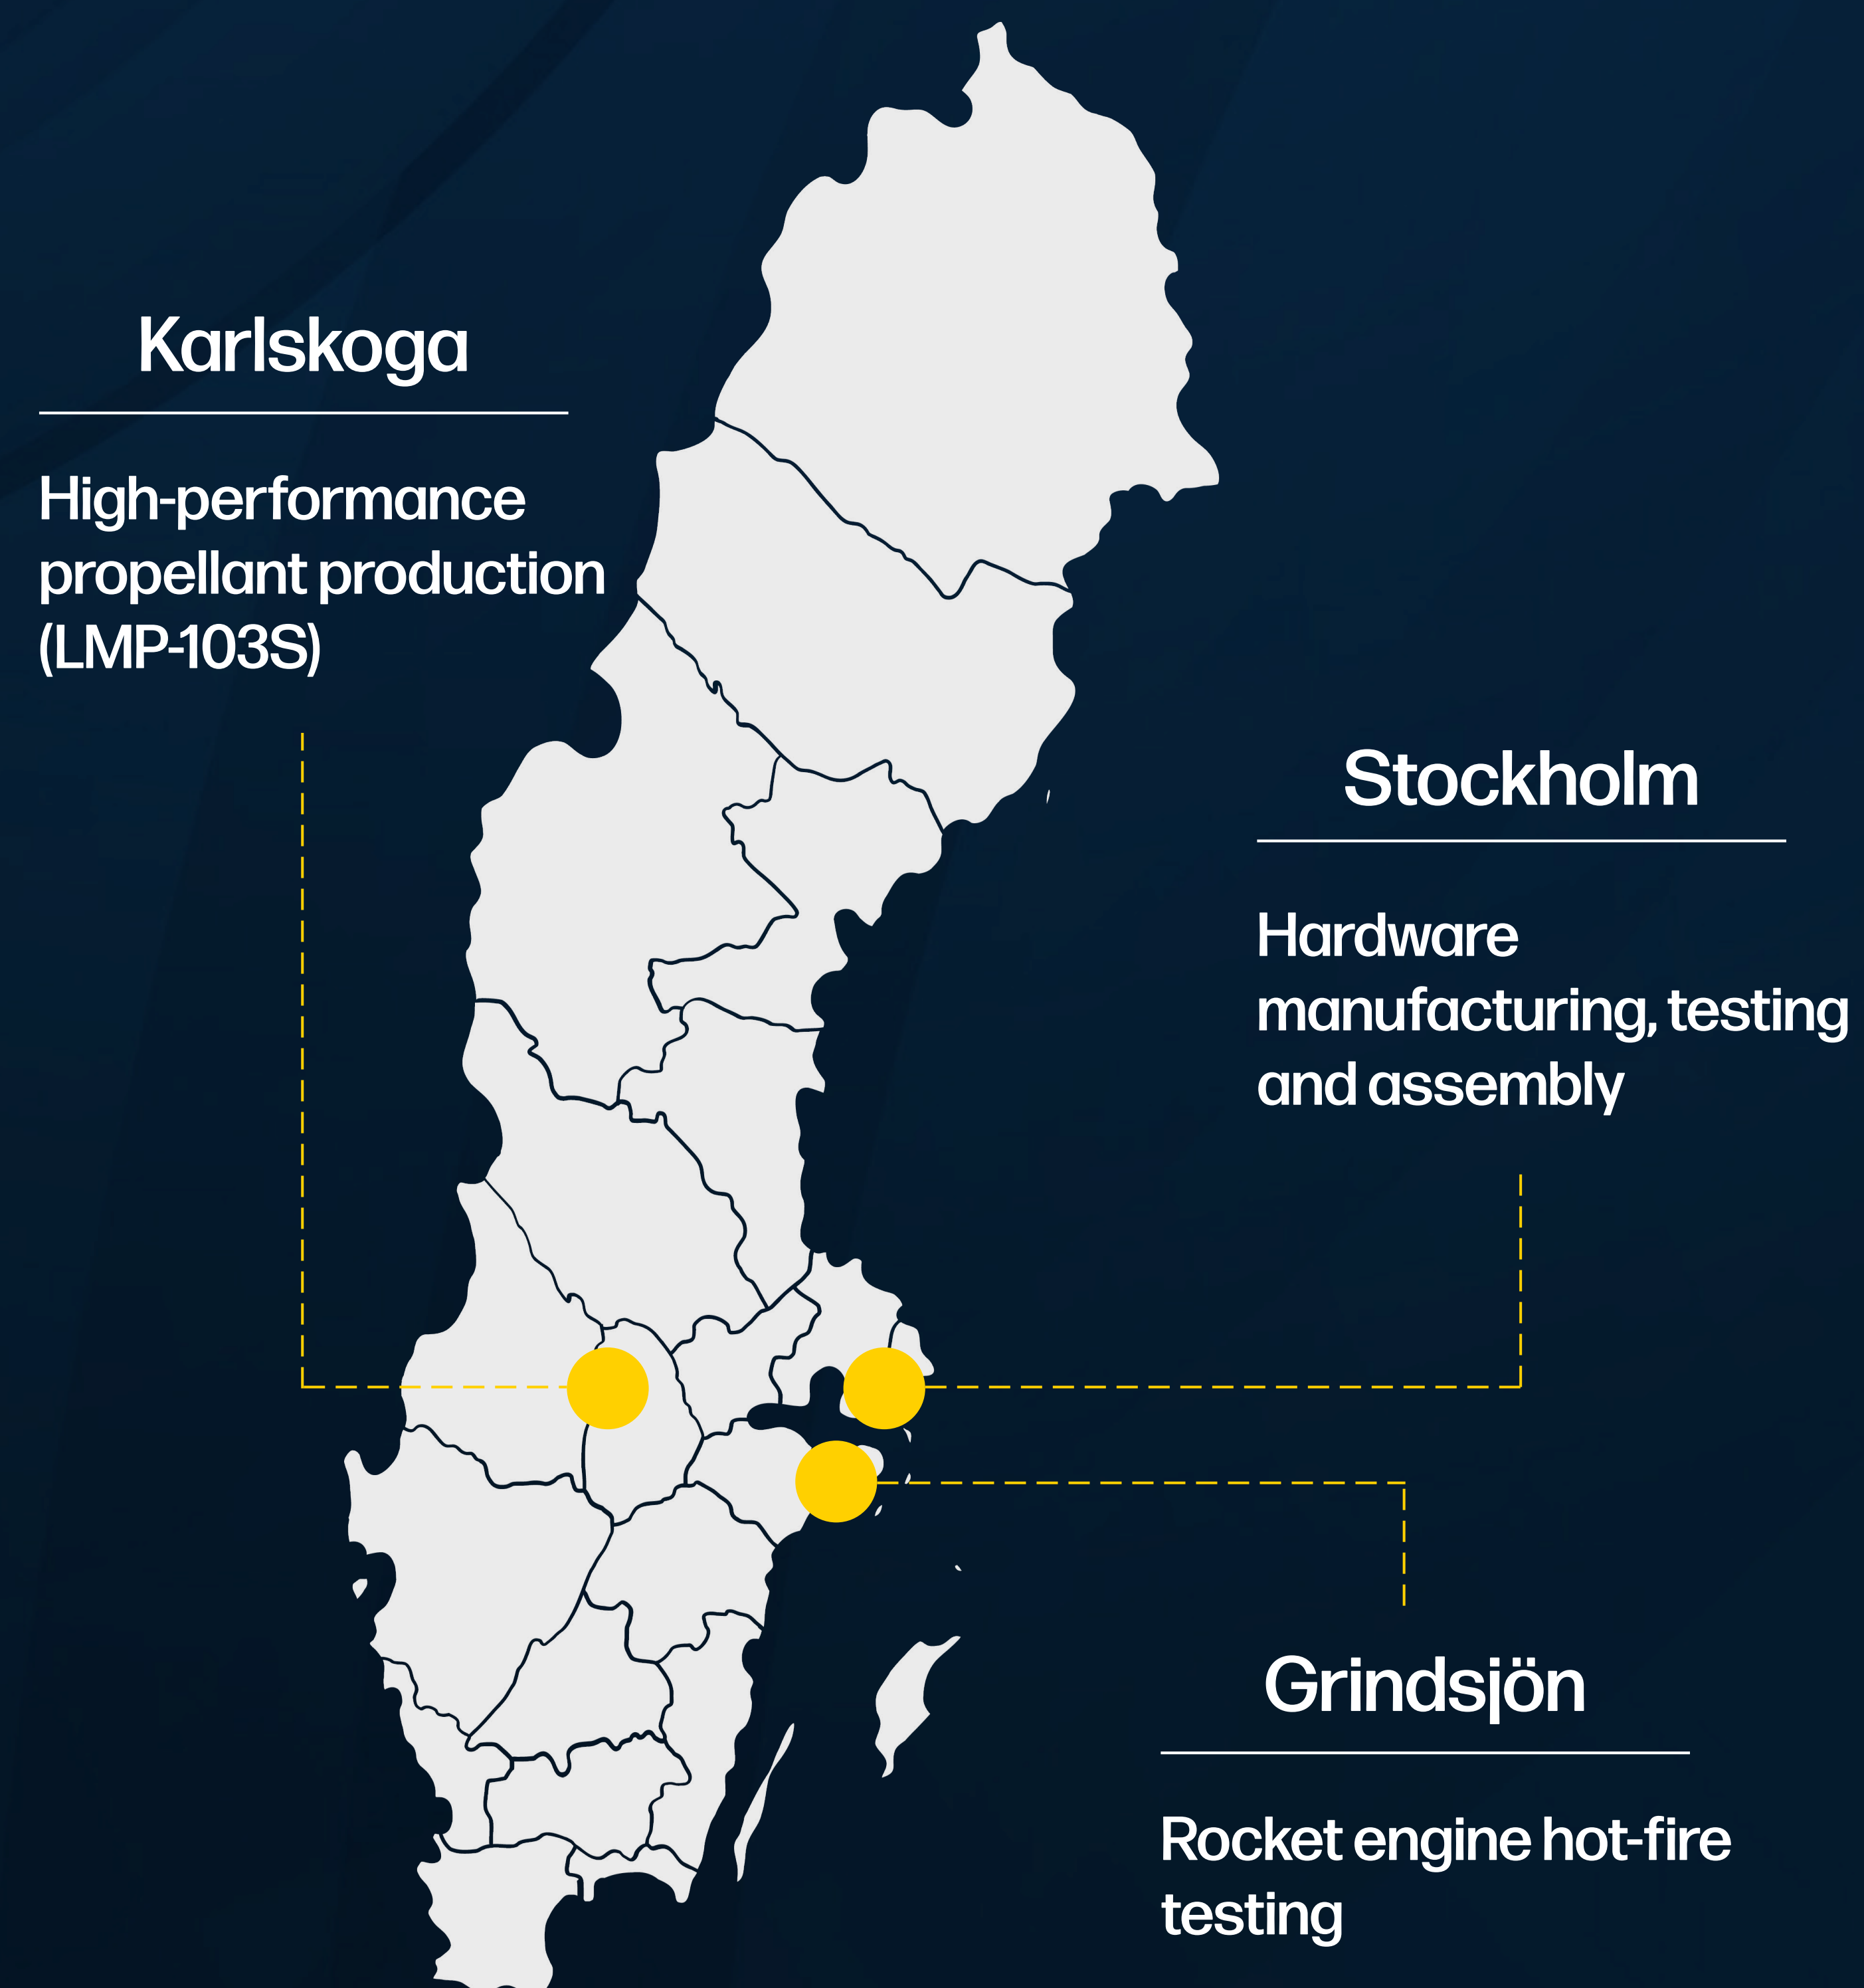 Karlskoga
High-performance
propellant production
(LMP-103S)
Stockholm
Hardware
manufacturing, testing
and assembly
Grindsjön
Rocket engine hot-fire
testing